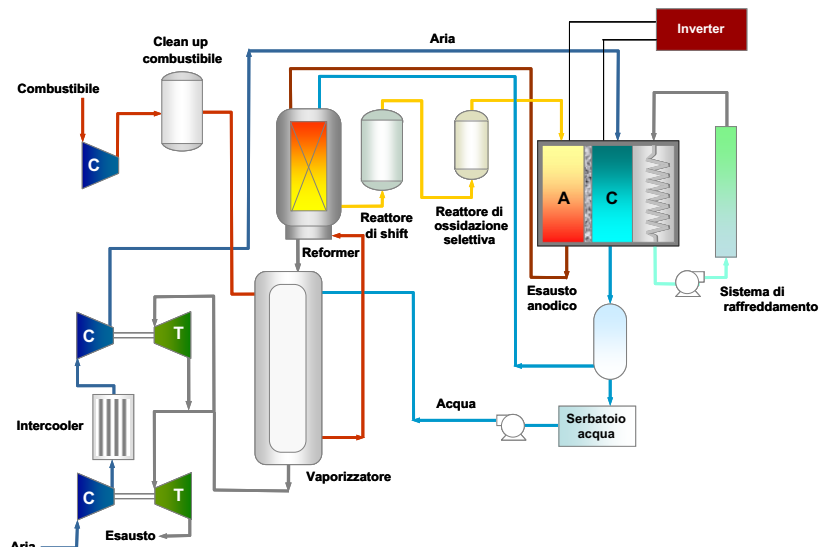 Inverter
Aria
Clean up
combustibile
Combustibile
C
A
C
Reattore
di shift
Reattore di
ossidazione
selettiva
Reformer
Esausto
anodico
Sistema di
raffreddamento
C
T
Acqua
Serbatoio
acqua
Intercooler
Vaporizzatore
C
T
Esausto
Aria